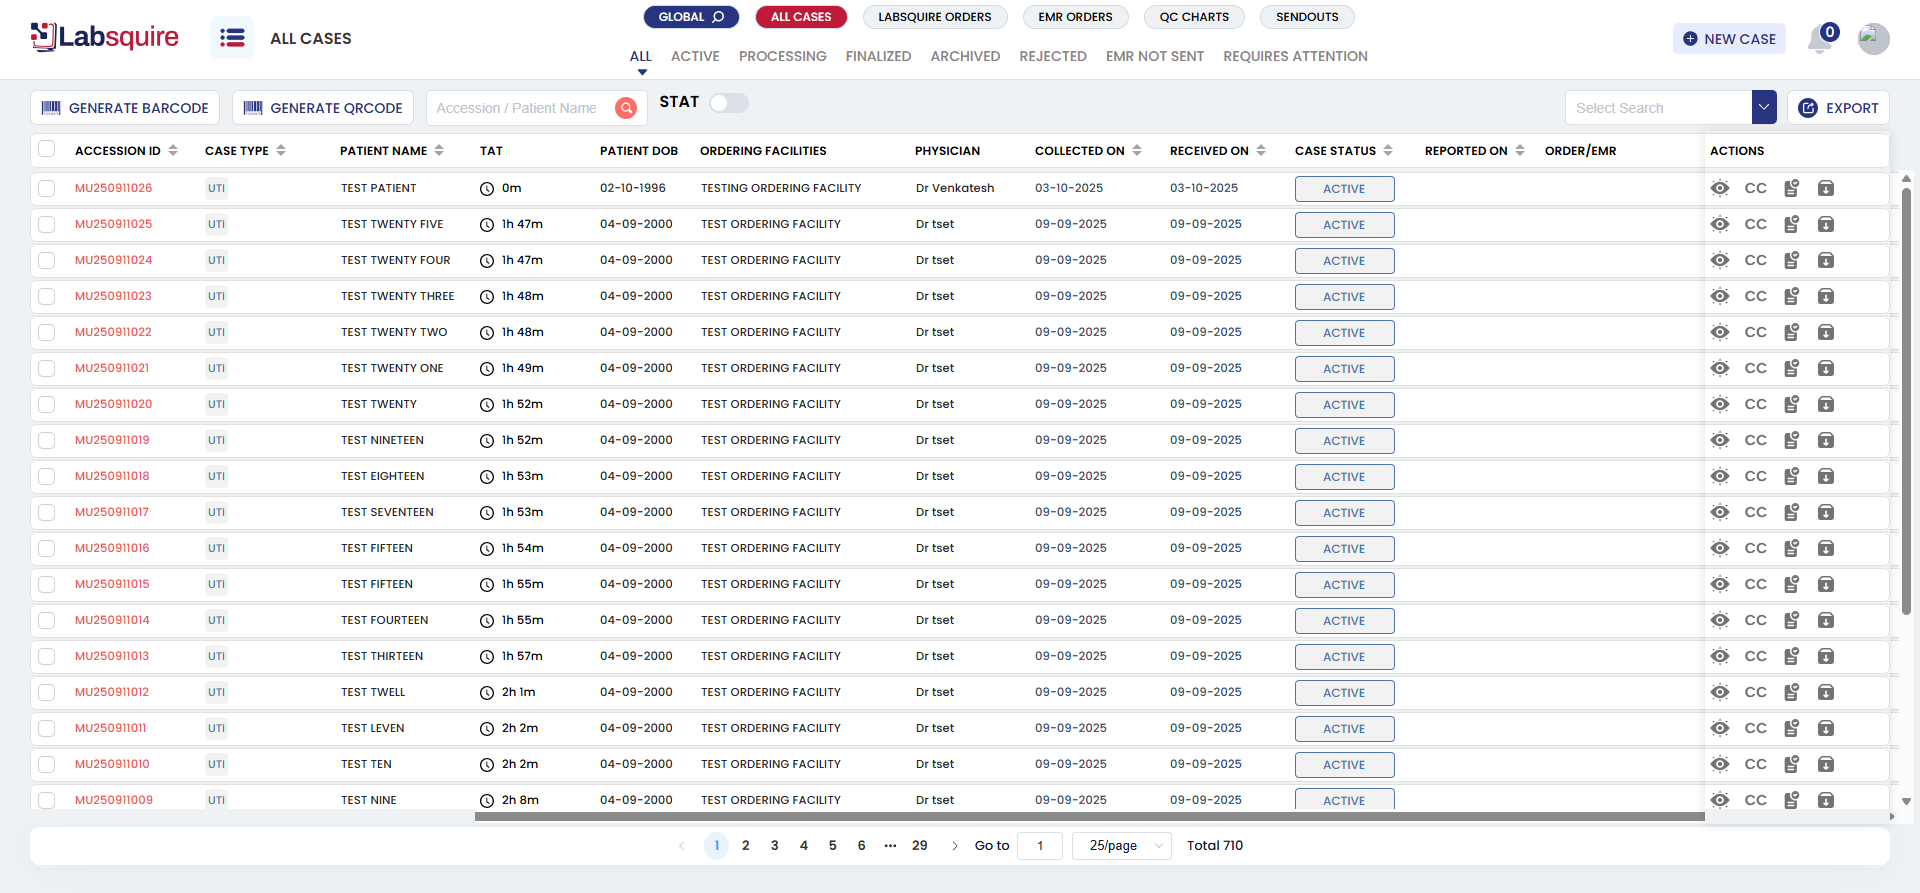 Labsquire
ALL CASES
GLOBAL ALL CASES LABSQUIRE ORDERS EMR ORDERS QC CHARTS SENDOUTS
ALL ACTIVE PROCESSING FINALIZED ARCHIVED REJECTED EMR NOT SENT REQUIRES ATTENTION
NEW CASE 0
GENERATE BARCODE GENERATE QRCODE Accession / Patient Name STAT Select Search EXPORT
ACCESSION ID CASE TYPE PATIENT NAME TAT PATIENT DOB ORDERING FACILITIES PHYSICIAN COLLECTED ON RECEIVED ON CASE STATUS REPORTED ON ORDER/EMR ACTIONS
MU250911026 UTI TEST PATIENT 0m 02-10-1996 TESTING ORDERING FACILITY Dr Venkatesh 03-10-2025 03-10-2025 ACTIVE CC
MU250911025 UTI TEST TWENTY FIVE 1h 47m 04-09-2000 TEST ORDERING FACILITY Dr tset 09-09-2025 09-09-2025 ACTIVE CC
MU250911024 UTI TEST TWENTY FOUR 1h 47m 04-09-2000 TEST ORDERING FACILITY Dr tset 09-09-2025 09-09-2025 ACTIVE CC
MU250911023 UTI TEST TWENTY THREE 1h 48m 04-09-2000 TEST ORDERING FACILITY Dr tset 09-09-2025 09-09-2025 ACTIVE CC
MU250911022 UTI TEST TWENTY TWO 1h 48m 04-09-2000 TEST ORDERING FACILITY Dr tset 09-09-2025 09-09-2025 ACTIVE CC
MU250911021 UTI TEST TWENTY ONE 1h 49m 04-09-2000 TEST ORDERING FACILITY Dr tset 09-09-2025 09-09-2025 ACTIVE CC
MU250911020 UTI TEST TWENTY 1h 52m 04-09-2000 TEST ORDERING FACILITY Dr tset 09-09-2025 09-09-2025 ACTIVE CC
MU250911019 UTI TEST NINETEEN 1h 52m 04-09-2000 TEST ORDERING FACILITY Dr tset 09-09-2025 09-09-2025 ACTIVE CC
MU250911018 UTI TEST EIGHTEEN 1h 53m 04-09-2000 TEST ORDERING FACILITY Dr tset 09-09-2025 09-09-2025 ACTIVE CC
MU250911017 UTI TEST SEVENTEEN 1h 53m 04-09-2000 TEST ORDERING FACILITY Dr tset 09-09-2025 09-09-2025 ACTIVE CC
MU250911016 UTI TEST FIFTEEN 1h 54m 04-09-2000 TEST ORDERING FACILITY Dr tset 09-09-2025 09-09-2025 ACTIVE CC
MU250911015 UTI TEST FIFTEEN 1h 55m 04-09-2000 TEST ORDERING FACILITY Dr tset 09-09-2025 09-09-2025 ACTIVE CC
MU250911014 UTI TEST FOURTEEN 1h 55m 04-09-2000 TEST ORDERING FACILITY Dr tset 09-09-2025 09-09-2025 ACTIVE CC
MU250911013 UTI TEST THIRTEEN 1h 57m 04-09-2000 TEST ORDERING FACILITY Dr tset 09-09-2025 09-09-2025 ACTIVE CC
MU250911012 UTI TEST TWELL 2h 1m 04-09-2000 TEST ORDERING FACILITY Dr tset 09-09-2025 09-09-2025 ACTIVE CC
MU250911011 UTI TEST LEVEN 2h 2m 04-09-2000 TEST ORDERING FACILITY Dr tset 09-09-2025 09-09-2025 ACTIVE CC
MU250911010 UTI TEST TEN 2h 2m 04-09-2000 TEST ORDERING FACILITY Dr tset 09-09-2025 09-09-2025 ACTIVE CC
MU250911009 UTI TEST NINE 2h 8m 04-09-2000 TEST ORDERING FACILITY Dr tset 09-09-2025 09-09-2025 ACTIVE CC
1 2 3 4 5 6 ... 29 Go to 1 25/page Total 710